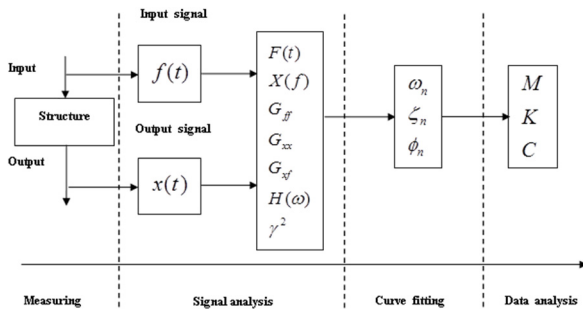 Input signal
Input
f(t)
Structure
Output signal
Output
x(t)
F(t)
X(f)
G_ff
G_xx
G_xf
H(ω)
γ²
ω_n
ζ_n
ϕ_n
M
K
C
Measuring
Signal analysis
Curve fitting
Data analysis